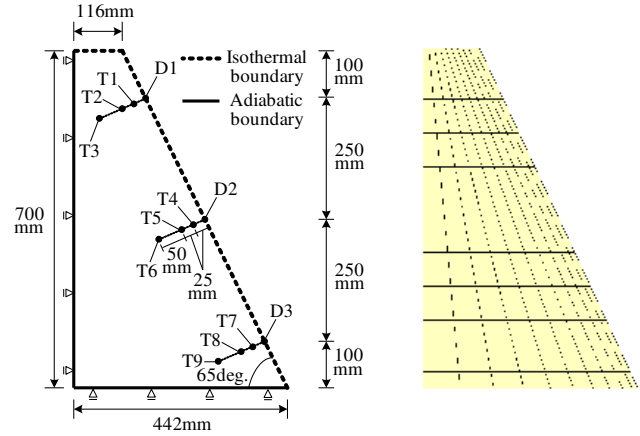 116mm
Isothermal
boundary
Adiabatic
boundary
100
mm
D1
T1
T2
T3
250
mm
700
mm
D2
T4
T5
T6
50
mm
25
mm
250
mm
D3
T7
T8
T9
65deg.
100
mm
442mm